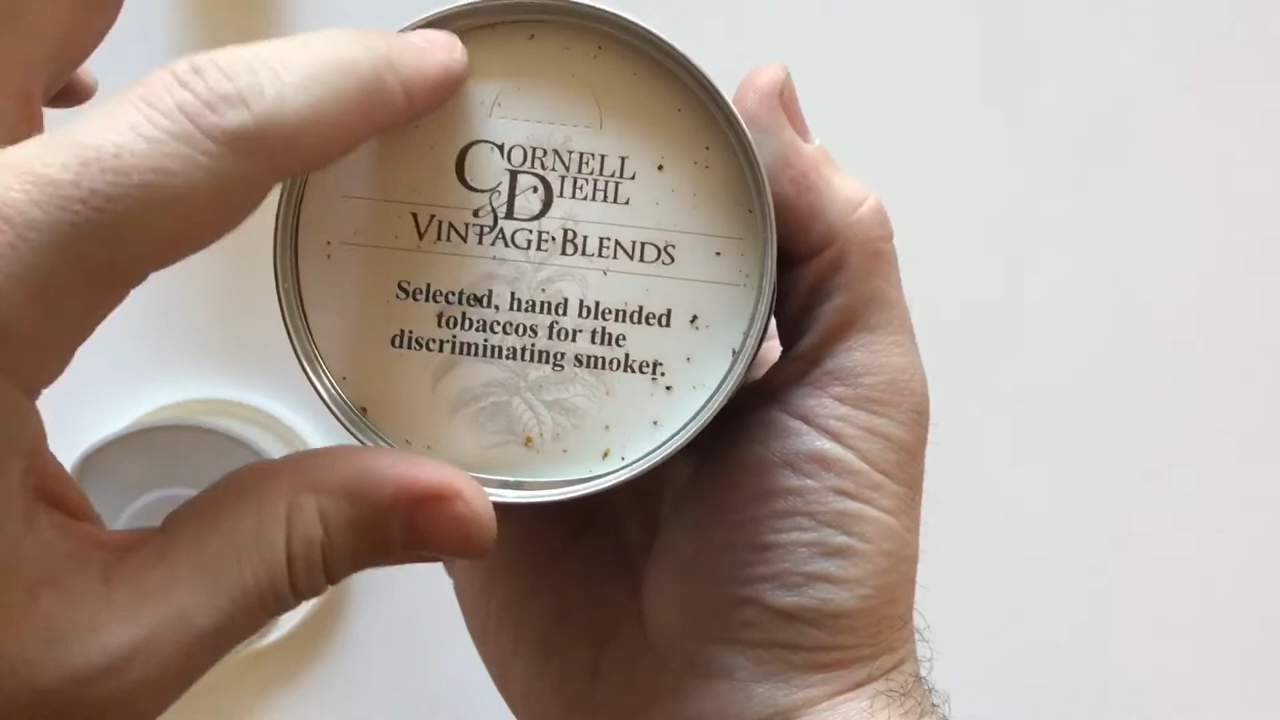 CORNELL
& DIEHL
VINTAGE BLENDS
Selected, hand blended
tobaccos for the
discriminating smoker.